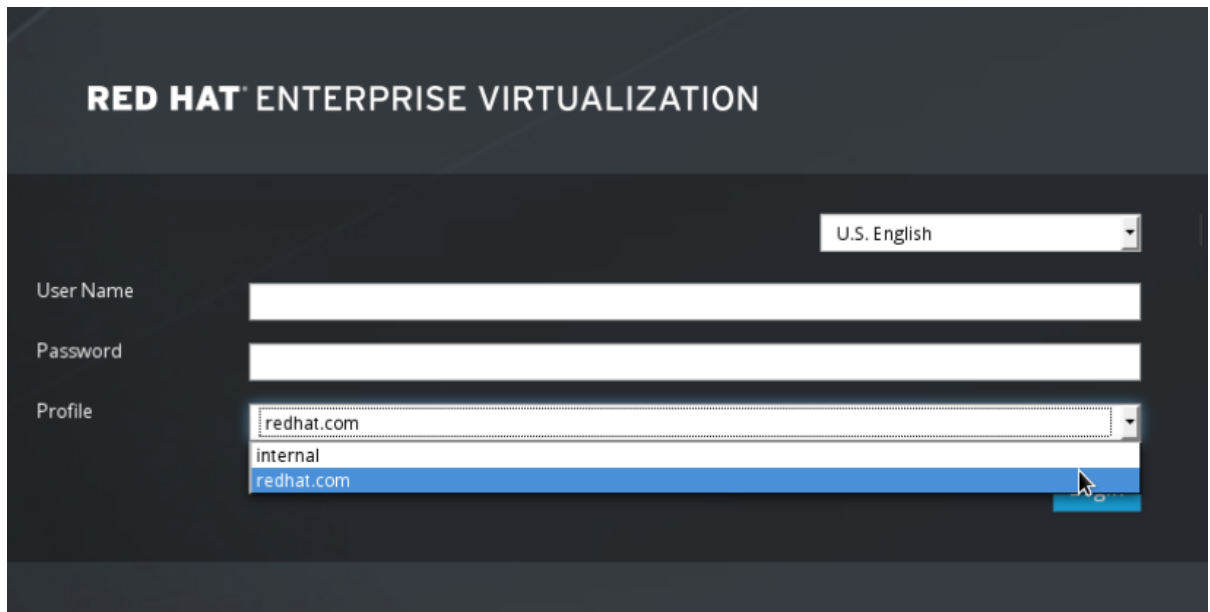 RED HAT® ENTERPRISE VIRTUALIZATION
U.S. English
User Name
Password
Profile
redhat.com
internal
redhat.com